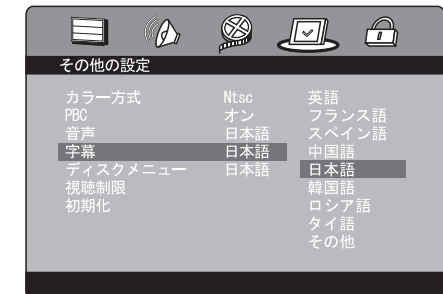 その他の設定
カラー方式 Ntsc 英語
PBC オン フランス語
音声 日本語 スペイン語
字幕 日本語 中国語
ディスクメニュー 日本語 日本語
視聴制限 韓国語
初期化 ロシア語
タイ語
その他